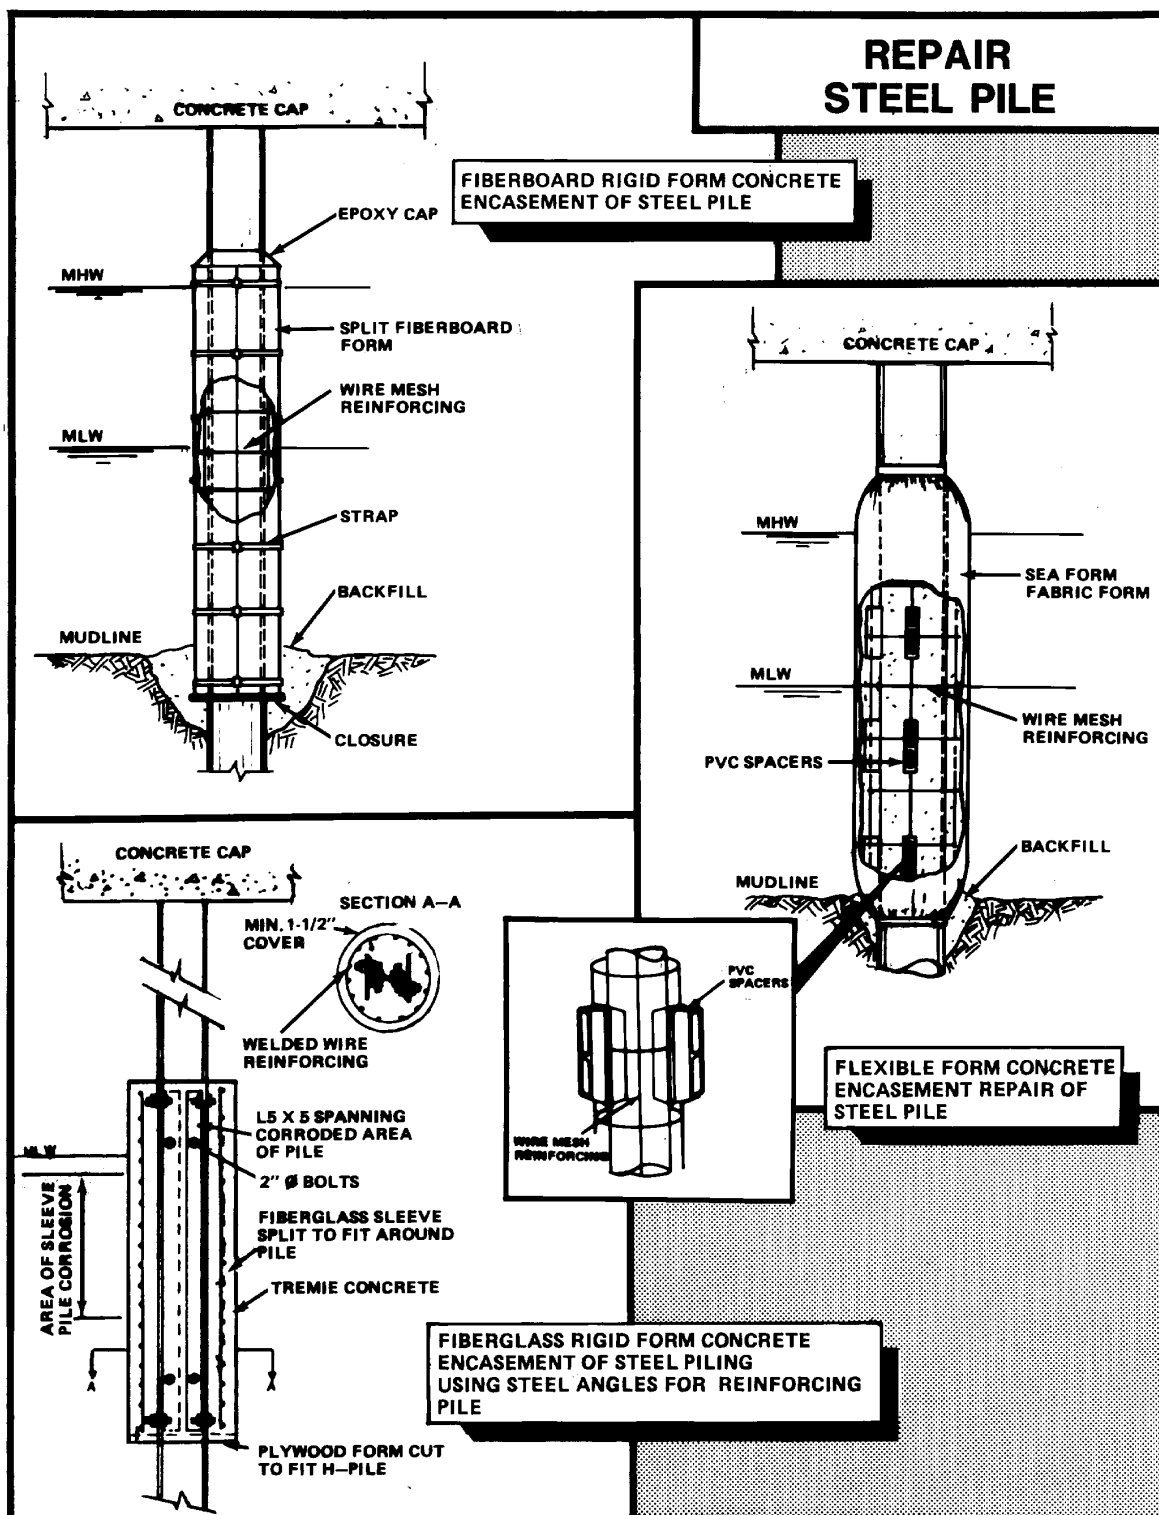 REPAIR
STEEL PILE
CONCRETE CAP
FIBERBOARD RIGID FORM CONCRETE
ENCASEMENT OF STEEL PILE
EPOXY CAP
MHW
SPLIT FIBERBOARD
FORM
WIRE MESH
REINFORCING
MLW
STRAP
BACKFILL
MUDLINE
CLOSURE
CONCRETE CAP
MHW
SEA FORM
FABRIC FORM
MLW
WIRE MESH
REINFORCING
PVC SPACERS
BACKFILL
MUDLINE
PVC
SPACERS
WIRE MESH
REINFORCING
FLEXIBLE FORM CONCRETE
ENCASEMENT REPAIR OF
STEEL PILE
CONCRETE CAP
SECTION A–A
MIN. 1-1/2"
COVER
WELDED WIRE
REINFORCING
L5 X 5 SPANNING
CORRODED AREA
OF PILE
MLW
2" Ø BOLTS
AREA OF SLEEVE
PILE CORROSION
FIBERGLASS SLEEVE
SPLIT TO FIT AROUND
PILE
TREMIE CONCRETE
A
A
PLYWOOD FORM CUT
TO FIT H–PILE
FIBERGLASS RIGID FORM CONCRETE
ENCASEMENT OF STEEL PILING
USING STEEL ANGLES FOR REINFORCING
PILE